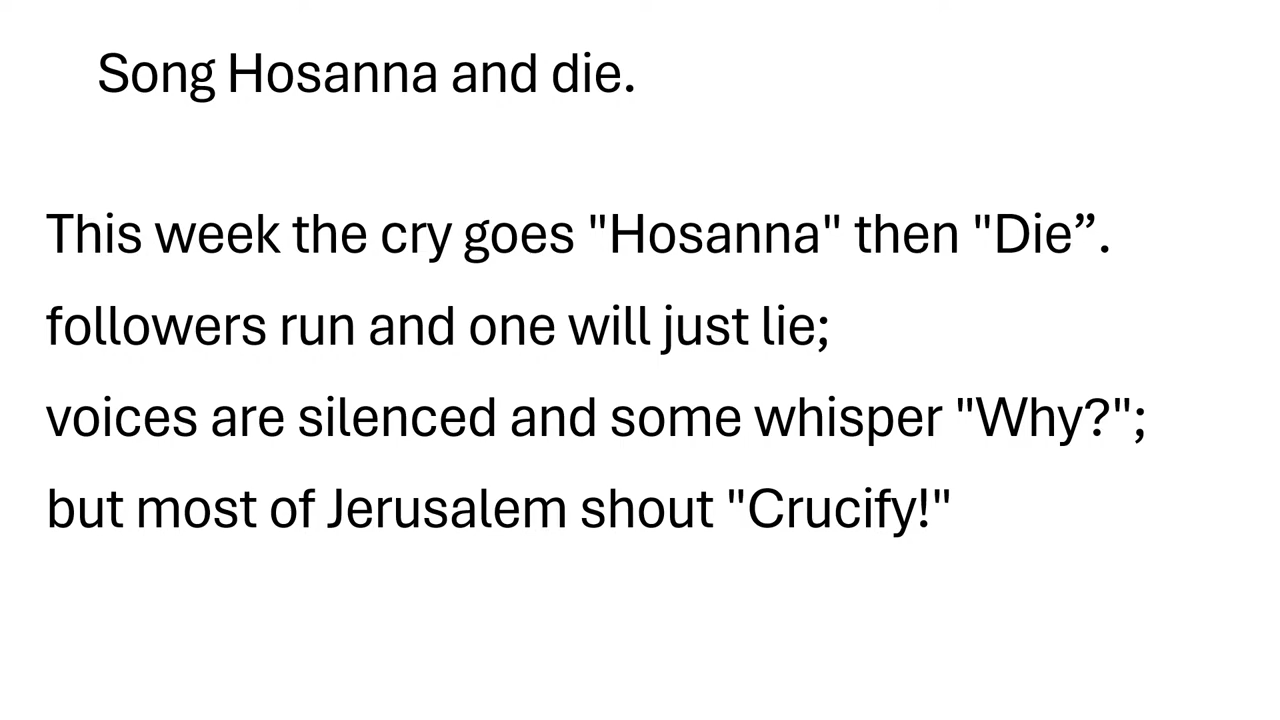 Song Hosanna and die.
This week the cry goes "Hosanna" then "Die”.
followers run and one will just lie;
voices are silenced and some whisper "Why?";
but most of Jerusalem shout "Crucify!"